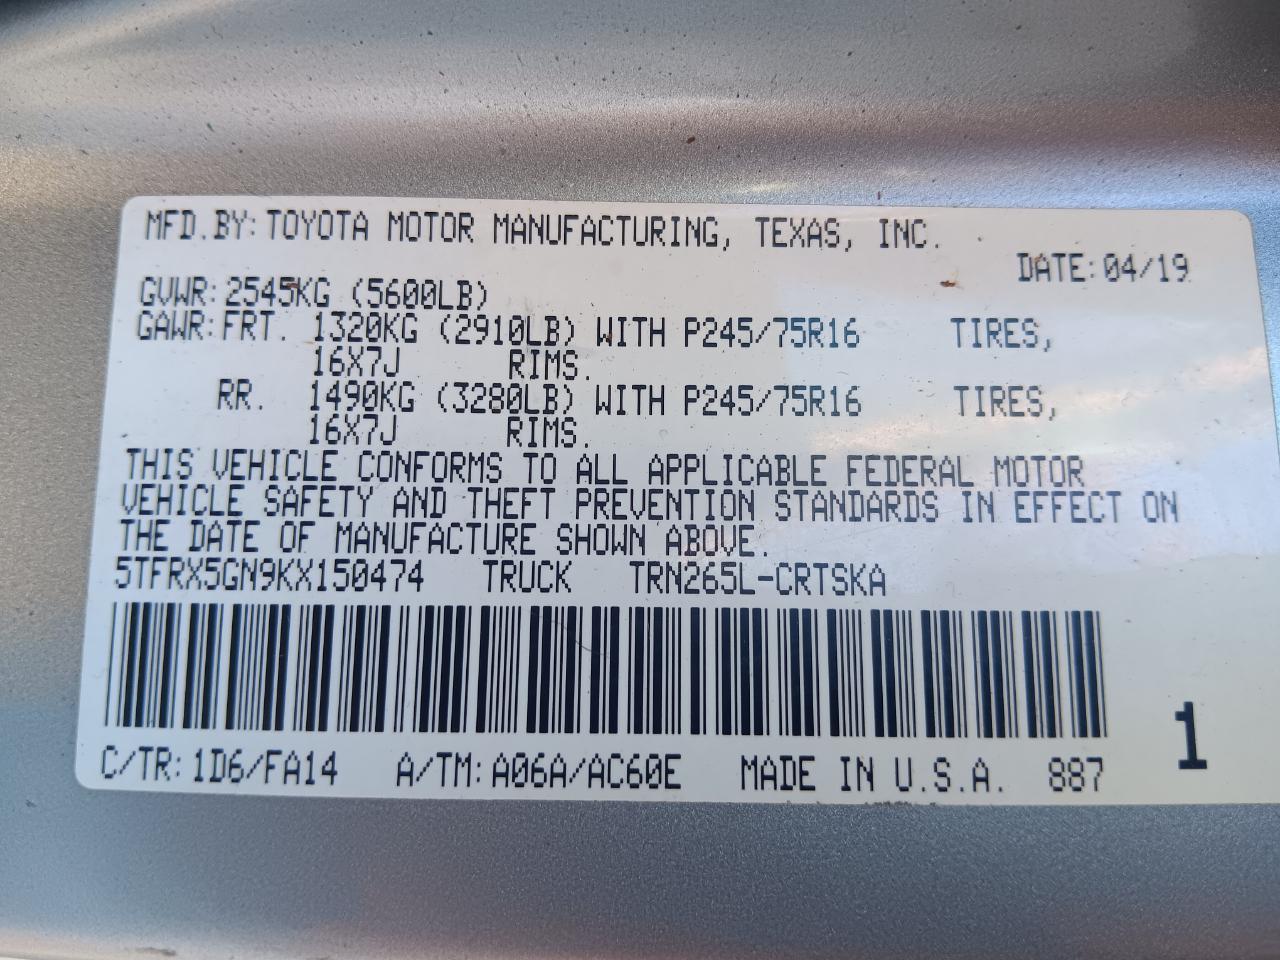 MFD.BY: TOYOTA MOTOR MANUFACTURING, TEXAS, INC.
DATE: 04/19
GVWR: 2545KG (5600LB)
GAWR: FRT. 1320KG (2910LB) WITH P245/75R16 TIRES,
16X7J RIMS.
RR. 1490KG (3280LB) WITH P245/75R16 TIRES,
16X7J RIMS.
THIS VEHICLE CONFORMS TO ALL APPLICABLE FEDERAL MOTOR
VEHICLE SAFETY AND THEFT PREVENTION STANDARDS IN EFFECT ON
THE DATE OF MANUFACTURE SHOWN ABOVE.
5TFRX5GN9KX150474 TRUCK TRN265L-CRTSKA
1
C/TR: 1D6/FA14 A/TM: A06A/AC60E MADE IN U.S.A. 887